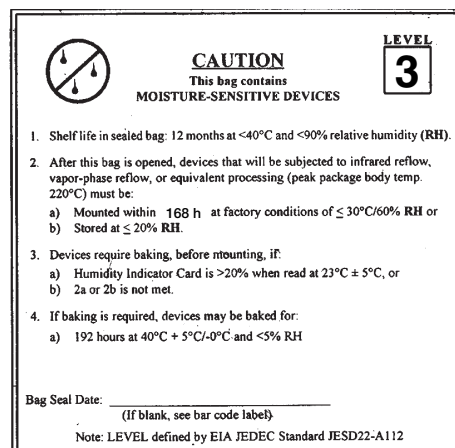 LEVEL
3
CAUTION
This bag contains
MOISTURE-SENSITIVE DEVICES
1. Shelf life in sealed bag: 12 months at <40°C and <90% relative humidity (RH).
2. After this bag is opened, devices that will be subjected to infrared reflow,
vapor-phase reflow, or equivalent processing (peak package body temp.
220°C) must be:
a) Mounted within 168 h at factory conditions of ≤ 30°C/60% RH or
b) Stored at ≤ 20% RH.
3. Devices require baking, before mounting, if:
a) Humidity Indicator Card is >20% when read at 23°C ± 5°C, or
b) 2a or 2b is not met.
4. If baking is required, devices may be baked for:
a) 192 hours at 40°C + 5°C/-0°C and <5% RH
Bag Seal Date:
(If blank, see bar code label)
Note: LEVEL defined by EIA JEDEC Standard JESD22-A112